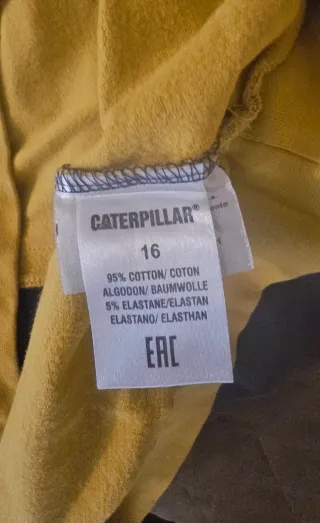 CATERPILLAR®
16
95% COTTON/ COTON
ALGODON/ BAUMWOLLE
5% ELASTANE/ELASTAN
ELASTANO/ ELASTHAN
EAC